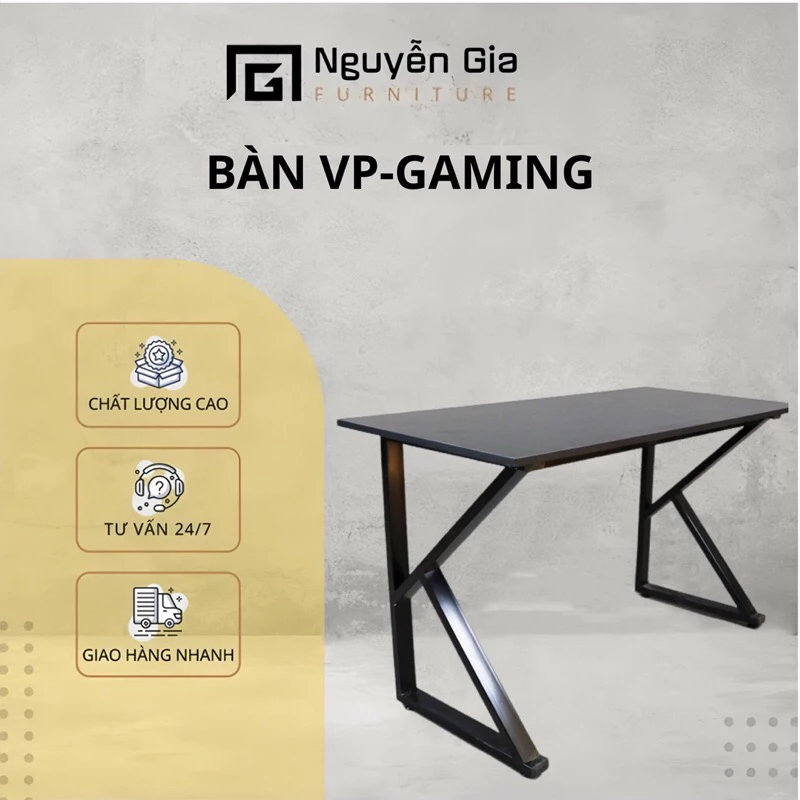 Nguyễn Gia
FURNITURE
BÀN VP-GAMING
CHẤT LƯỢNG CAO
TƯ VẤN 24/7
GIAO HÀNG NHANH